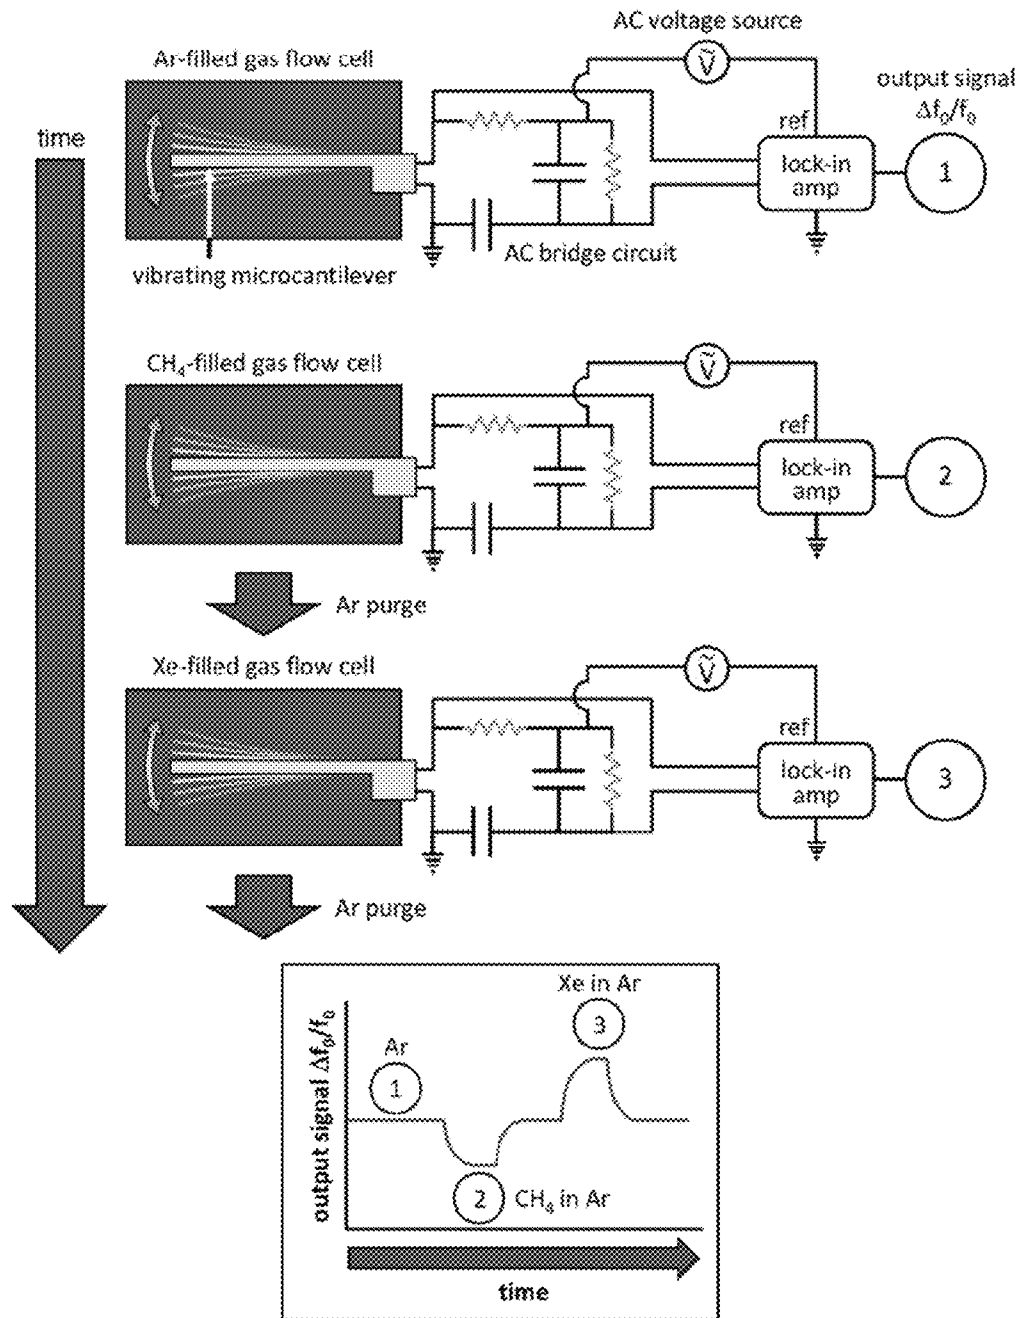 AC voltage source
Ṽ
Ar-filled gas flow cell
output signal
Δf₀/f₀
time
ref
lock-in
amp
1
AC bridge circuit
vibrating microcantilever
CH₄-filled gas flow cell
Ṽ
ref
lock-in
amp
2
Ar purge
Xe-filled gas flow cell
Ṽ
ref
lock-in
amp
3
Ar purge
output signal Δf₀/f₀
Xe in Ar
3
Ar
1
2
CH₄ in Ar
time